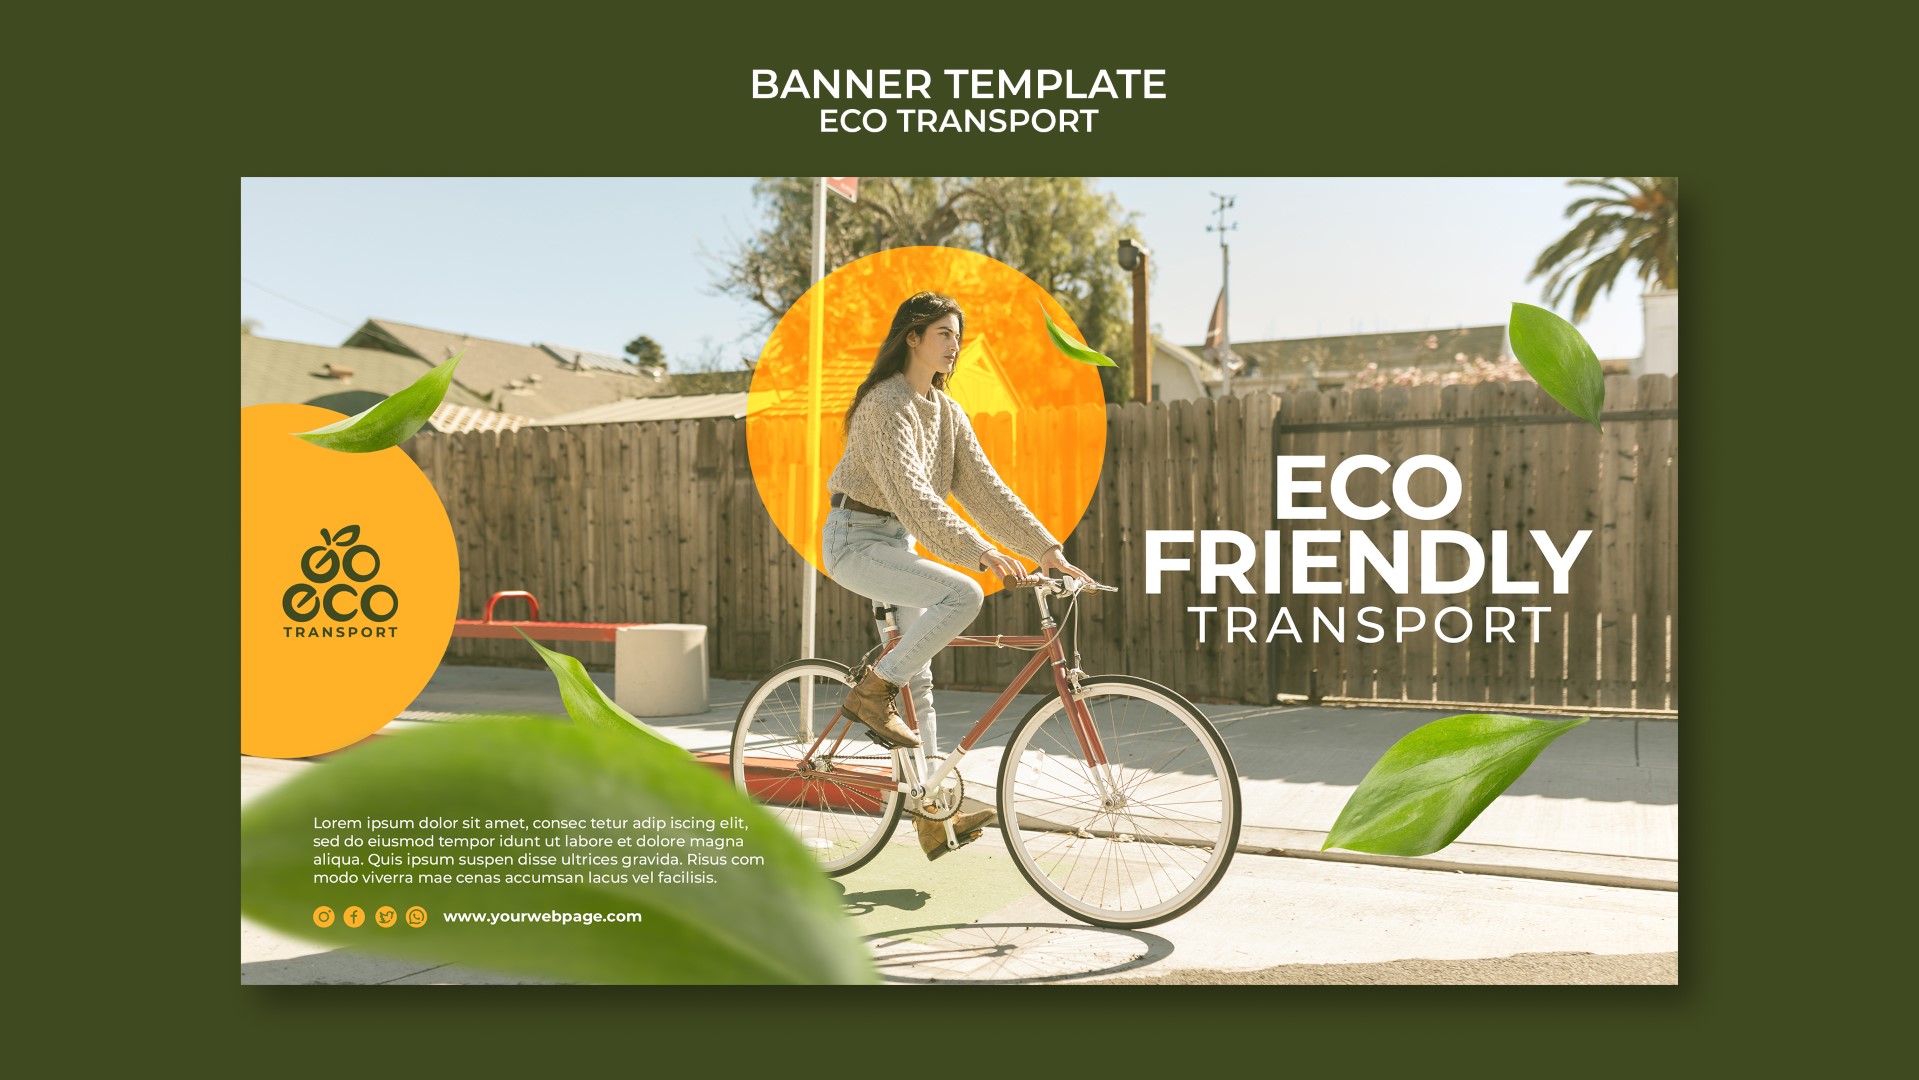 BANNER TEMPLATE
ECO TRANSPORT
GO
eco
TRANSPORT
ECO
FRIENDLY
TRANSPORT
Lorem ipsum dolor sit amet, consec tetur adip iscing elit,
sed do eiusmod tempor idunt ut labore et dolore magna
aliqua. Quis ipsum suspen disse ultrices gravida. Risus com
modo viverra mae cenas accumsan lacus vel facilisis.
www.yourwebpage.com